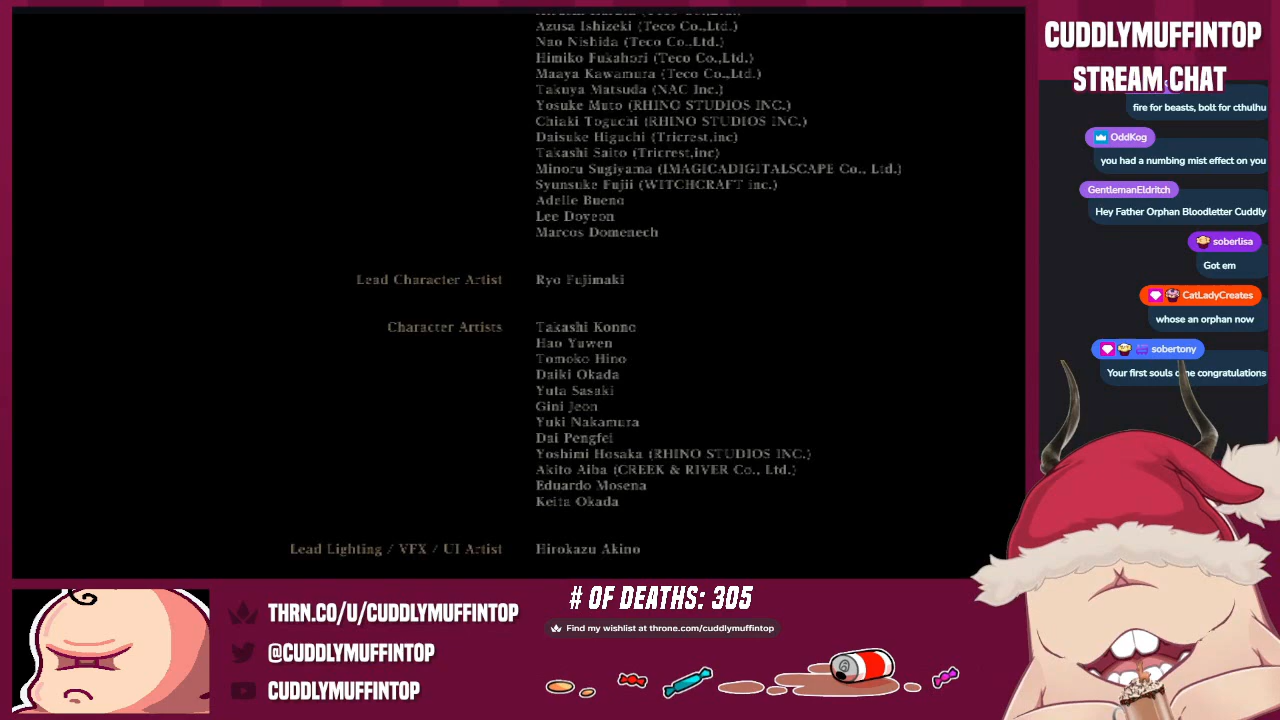 Azusa Ishizeki (Teco Co.,Ltd.)
Nao Nishida (Teco Co.,Ltd.)
Himiko Fukahori (Teco Co.,Ltd.)
Maaya Kawamura (Teco Co.,Ltd.)
Takuya Matsuda (NAC Inc.)
Yosuke Muto (RHINO STUDIOS INC.)
Chiaki Toguchi (RHINO STUDIOS INC.)
Daisuke Higuchi (Tricrest,inc)
Takashi Saito (Tricrest,inc)
Minoru Sugiyama (IMAGICADIGITALSCAPE Co., Ltd.)
Syunsuke Fujii (WITCHCRAFT inc.)
Adelle Bueno
Lee Doyeon
Marcos Domenech
Lead Character Artist Ryo Fujimaki
Character Artists Takashi Konno
Hao Yuwen
Tomoko Hino
Daiki Okada
Yuta Sasaki
Gini Jeon
Yuki Nakamura
Dai Pengfei
Yoshimi Hosaka (RHINO STUDIOS INC.)
Akito Aiba (CREEK & RIVER Co., Ltd.)
Eduardo Mosena
Keita Okada
Lead Lighting / VFX / UI Artist Hirokazu Akino
CUDDLYMUFFINTOP
STREAM CHAT
fire for beasts, bolt for cthulhu
OddKog
you had a numbing mist effect on you
GentlemanEldritch
Hey Father Orphan Bloodletter Cuddly
soberlisa
Got em
CatLadyCreates
whose an orphan now
sobertony
Your first souls congratulations
# OF DEATHS: 305
Find my wishlist at throne.com/cuddlymuffintop
THRN.CO/U/CUDDLYMUFFINTOP
@CUDDLYMUFFINTOP
CUDDLYMUFFINTOP